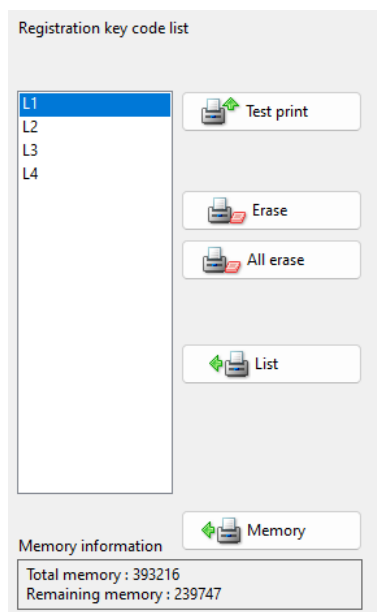 Registration key code list
L1
Test print
L2
L3
L4
Erase
All erase
List
Memory
Memory information
Total memory : 393216
Remaining memory : 239747